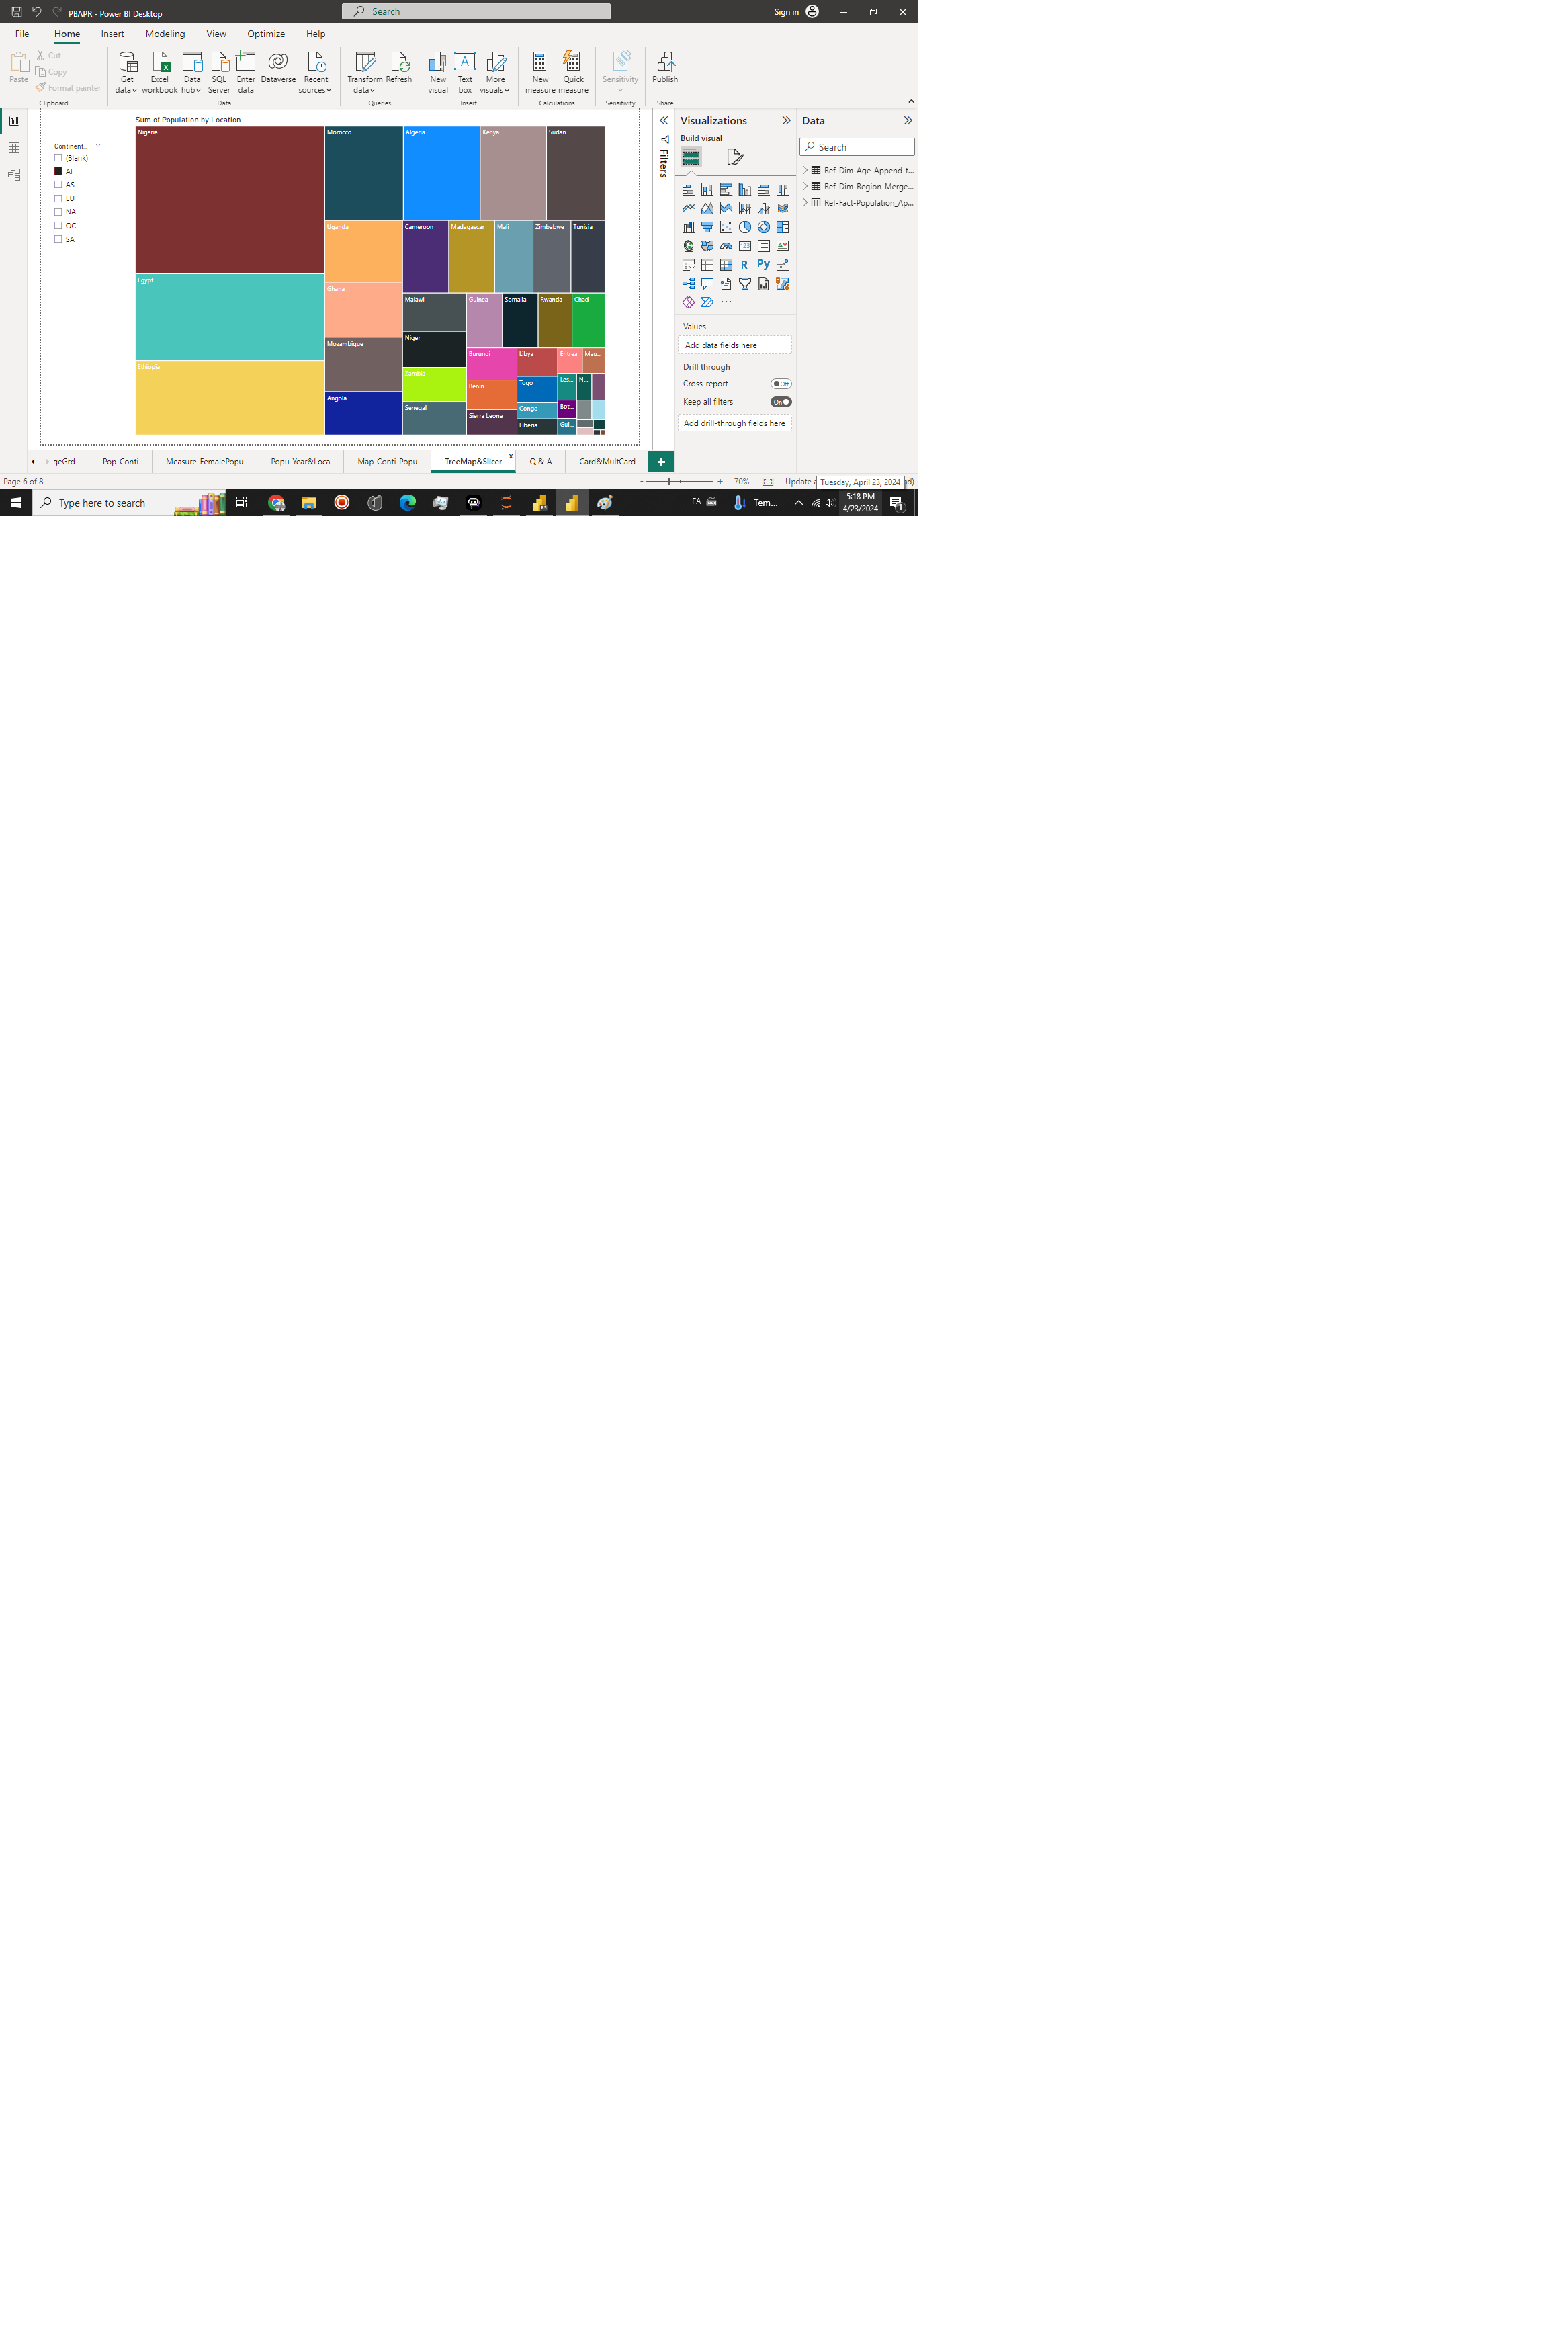 PBAPR - Power BI Desktop
Search
Sign in
File Home Insert Modeling View Optimize Help
Paste
Cut
Copy
Format painter
Clipboard
Get data
Excel workbook
Data hub
SQL Server
Enter data
Dataverse
Recent sources
Data
Transform data
Refresh
Queries
New visual
Text box
More visuals
Insert
New measure
Quick measure
Calculations
Sensitivity
Sensitivity
Publish
Share
Continent...
(Blank)
AF
AS
EU
NA
OC
SA
Sum of Population by Location
Nigeria
Egypt
Ethiopia
Morocco
Algeria
Kenya
Sudan
Uganda
Ghana
Mozambique
Angola
Cameroon
Madagascar
Mali
Zimbabwe
Tunisia
Malawi
Niger
Zambia
Senegal
Guinea
Somalia
Rwanda
Chad
Burundi
Benin
Sierra Leone
Libya
Togo
Congo
Liberia
Eritrea
Mau...
Les...
N...
Bot...
Gui...
Filters
Visualizations
Build visual
R
Py
...
Values
Add data fields here
Drill through
Cross-report
Off
Keep all filters
On
Add drill-through fields here
Data
Search
Ref-Dim-Age-Append-t...
Ref-Dim-Region-Merge...
Ref-Fact-Population_Ap...
geGrd
Pop-Conti
Measure-FemalePopu
Popu-Year&Loca
Map-Conti-Popu
TreeMap&Slicer
x
Q & A
Card&MultCard
+
Page 6 of 8
- + 70%
Update a
Tuesday, April 23, 2024
d)
Type here to search
FA
Tem...
5:18 PM
4/23/2024
1